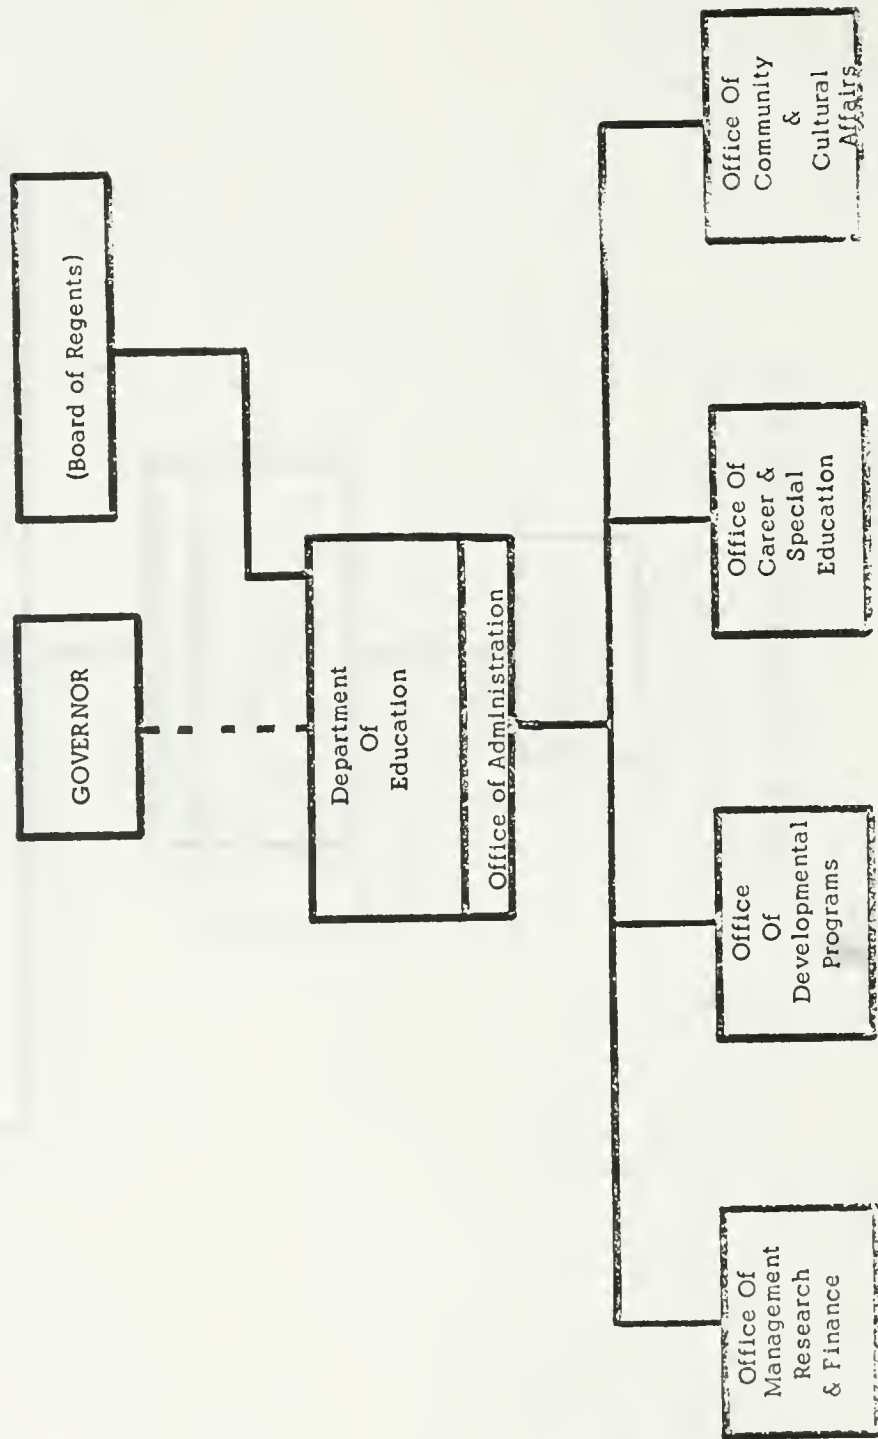 GOVERNOR
(Board of Regents)
Department
Of
Education
Office of Administration
Office Of
Management
Research
& Finance
Office
Of
Developmental
Programs
Office Of
Career &
Special
Education
Office Of
Community
&
Cultural
Affairs